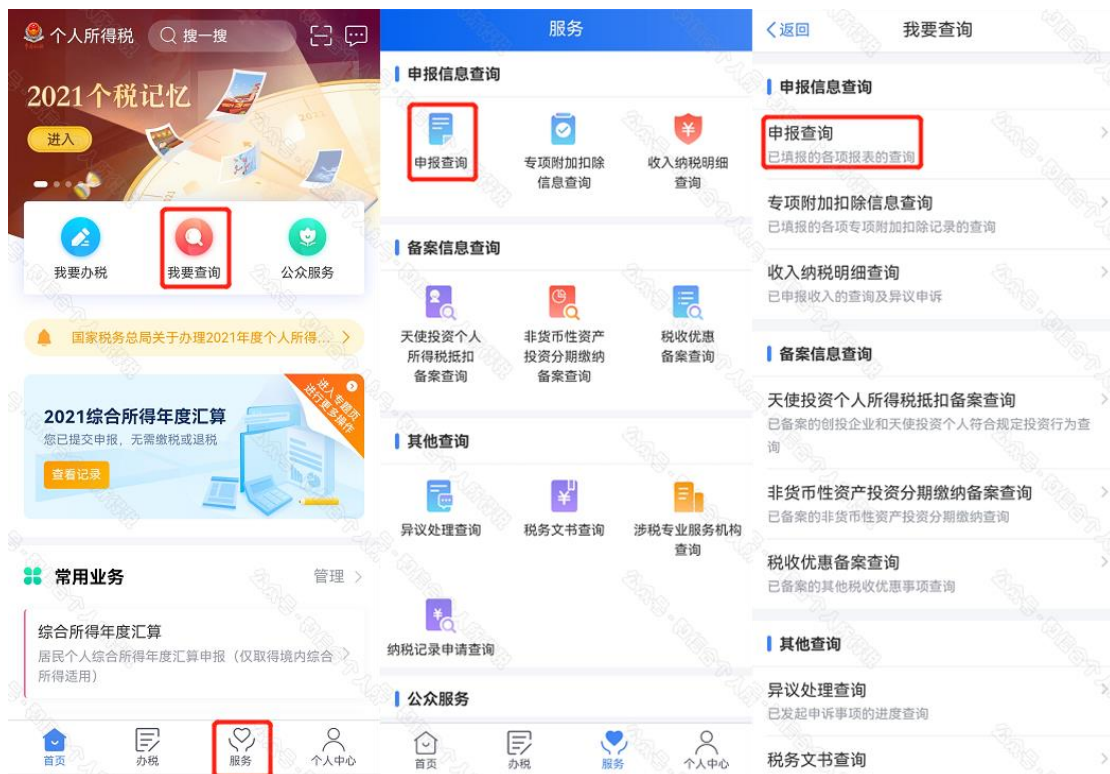 个人所得税
搜一搜
2021个税记忆
进入
我要办税
我要查询
公众服务
国家税务总局关于办理2021年度个人所得...
进入专题页
进行更多操作
2021综合所得年度汇算
您已提交申报，无需缴税或退税
查看记录
常用业务
管理
综合所得年度汇算
居民个人综合所得年度汇算申报（仅取得境内综合
所得适用）
首页
办税
服务
个人中心
服务
申报信息查询
申报查询
专项附加扣除
信息查询
收入纳税明细
查询
备案信息查询
天使投资个人
所得税抵扣
备案查询
非货币性资产
投资分期缴纳
备案查询
税收优惠
备案查询
其他查询
异议处理查询
税务文书查询
涉税专业服务机构
查询
纳税记录申请查询
公众服务
首页
办税
服务
个人中心
返回
我要查询
申报信息查询
申报查询
已填报的各项报表的查询
专项附加扣除信息查询
已填报的各项专项附加扣除记录的查询
收入纳税明细查询
已申报收入的查询及异议申诉
备案信息查询
天使投资个人所得税抵扣备案查询
已备案的创投企业和天使投资个人符合规定投资行为查
询
非货币性资产投资分期缴纳备案查询
已备案的非货币性资产投资分期缴纳查询
税收优惠备案查询
已备案的其他税收优惠事项查询
其他查询
异议处理查询
已发起申诉事项的进度查询
税务文书查询